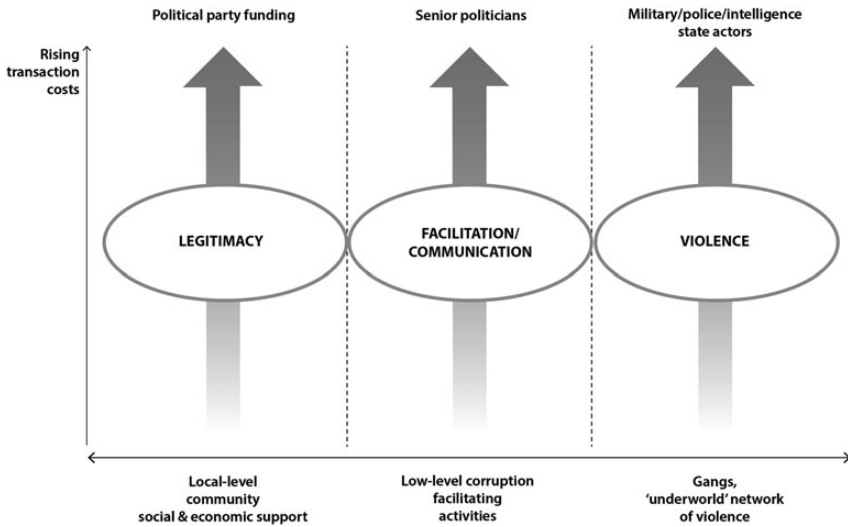 Political party funding
Senior politicians
Military/police/intelligence
state actors
Rising
transaction
costs
LEGITIMACY
FACILITATION/
COMMUNICATION
VIOLENCE
Local-level
community
social & economic support
Low-level corruption
facilitating
activities
Gangs,
‘underworld’ network
of violence